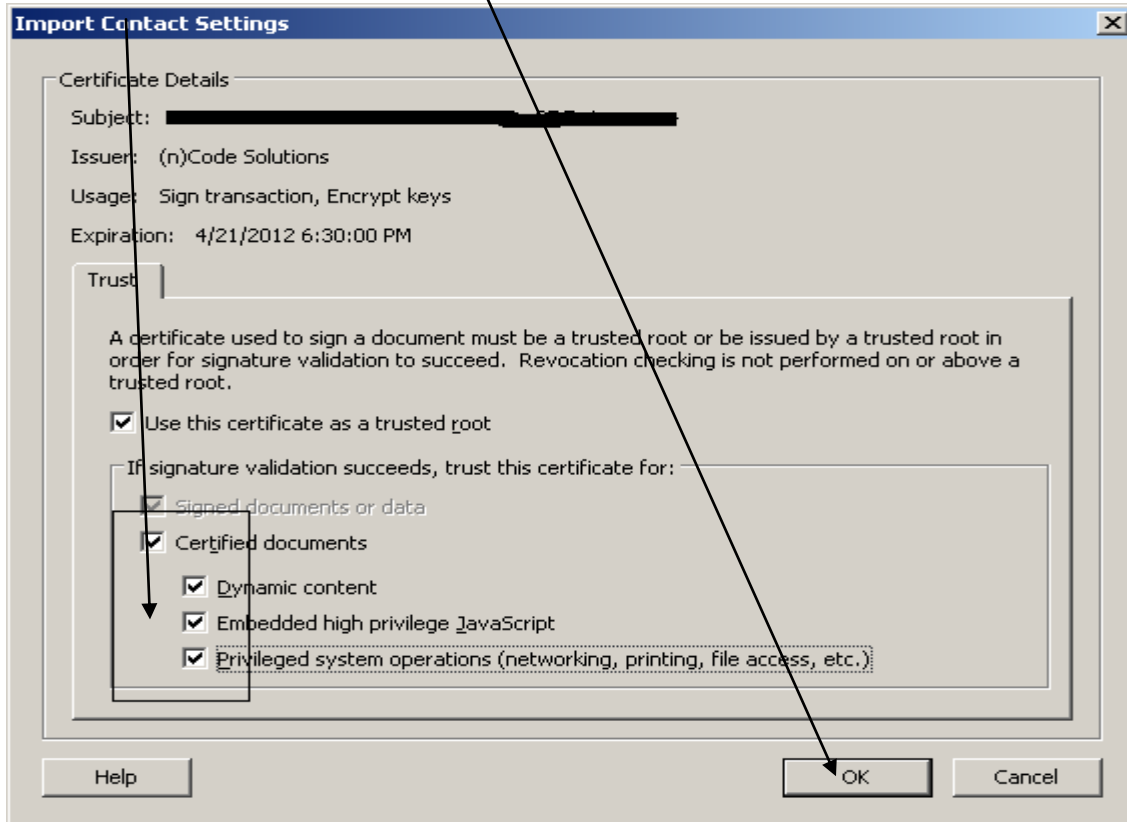 Import Contact Settings
Certificate Details
Subject:
Issuer: (n)Code Solutions
Usage: Sign transaction, Encrypt keys
Expiration: 4/21/2012 6:30:00 PM
Trust
A certificate used to sign a document must be a trusted root or be issued by a trusted root in
order for signature validation to succeed. Revocation checking is not performed on or above a
trusted root.
Use this certificate as a trusted root
If signature validation succeeds, trust this certificate for:
Signed documents or data
Certified documents
Dynamic content
Embedded high privilege JavaScript
Privileged system operations (networking, printing, file access, etc.)
Help OK Cancel